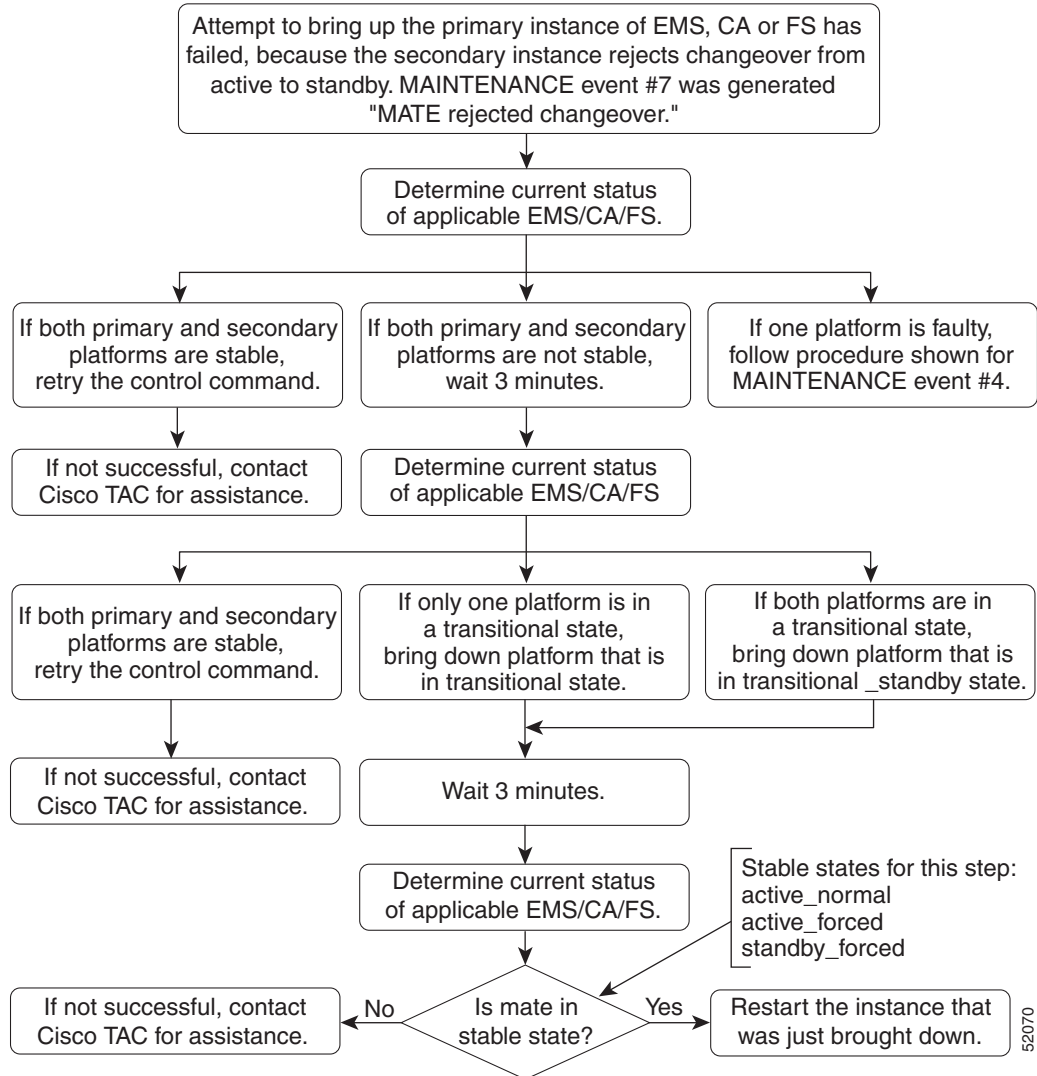 Attempt to bring up the primary instance of EMS, CA or FS has
failed, because the secondary instance rejects changeover from
active to standby. MAINTENANCE event #7 was generated
"MATE rejected changeover."
Determine current status
of applicable EMS/CA/FS.
If both primary and secondary
platforms are stable,
retry the control command.
If both primary and secondary
platforms are not stable,
wait 3 minutes.
If one platform is faulty,
follow procedure shown for
MAINTENANCE event #4.
If not successful, contact
Cisco TAC for assistance.
Determine current status
of applicable EMS/CA/FS
If both primary and secondary
platforms are stable,
retry the control command.
If only one platform is in
a transitional state,
bring down platform that is
in transitional state.
If both platforms are in
a transitional state,
bring down platform that is
in transitional _standby state.
If not successful, contact
Cisco TAC for assistance.
Wait 3 minutes.
Determine current status
of applicable EMS/CA/FS.
Stable states for this step:
active_normal
active_forced
standby_forced
If not successful, contact
Cisco TAC for assistance.
No
Is mate in
stable state?
Yes
Restart the instance that
was just brought down.
52070